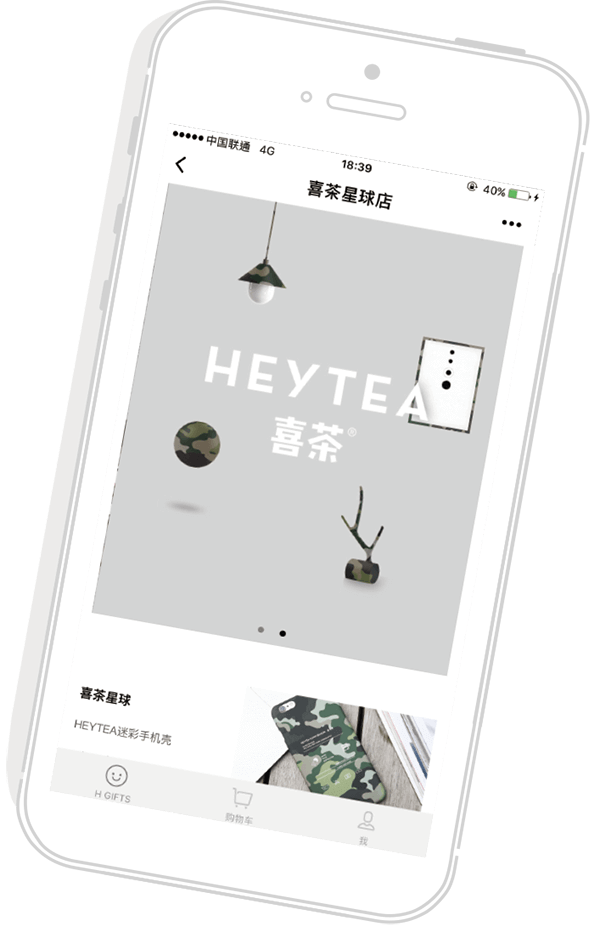 中国联通 4G
18:39
40%
喜茶星球店
HEYTEA
喜茶®
喜茶星球
HEYTEA迷彩手机壳
H GIFTS
购物车
我